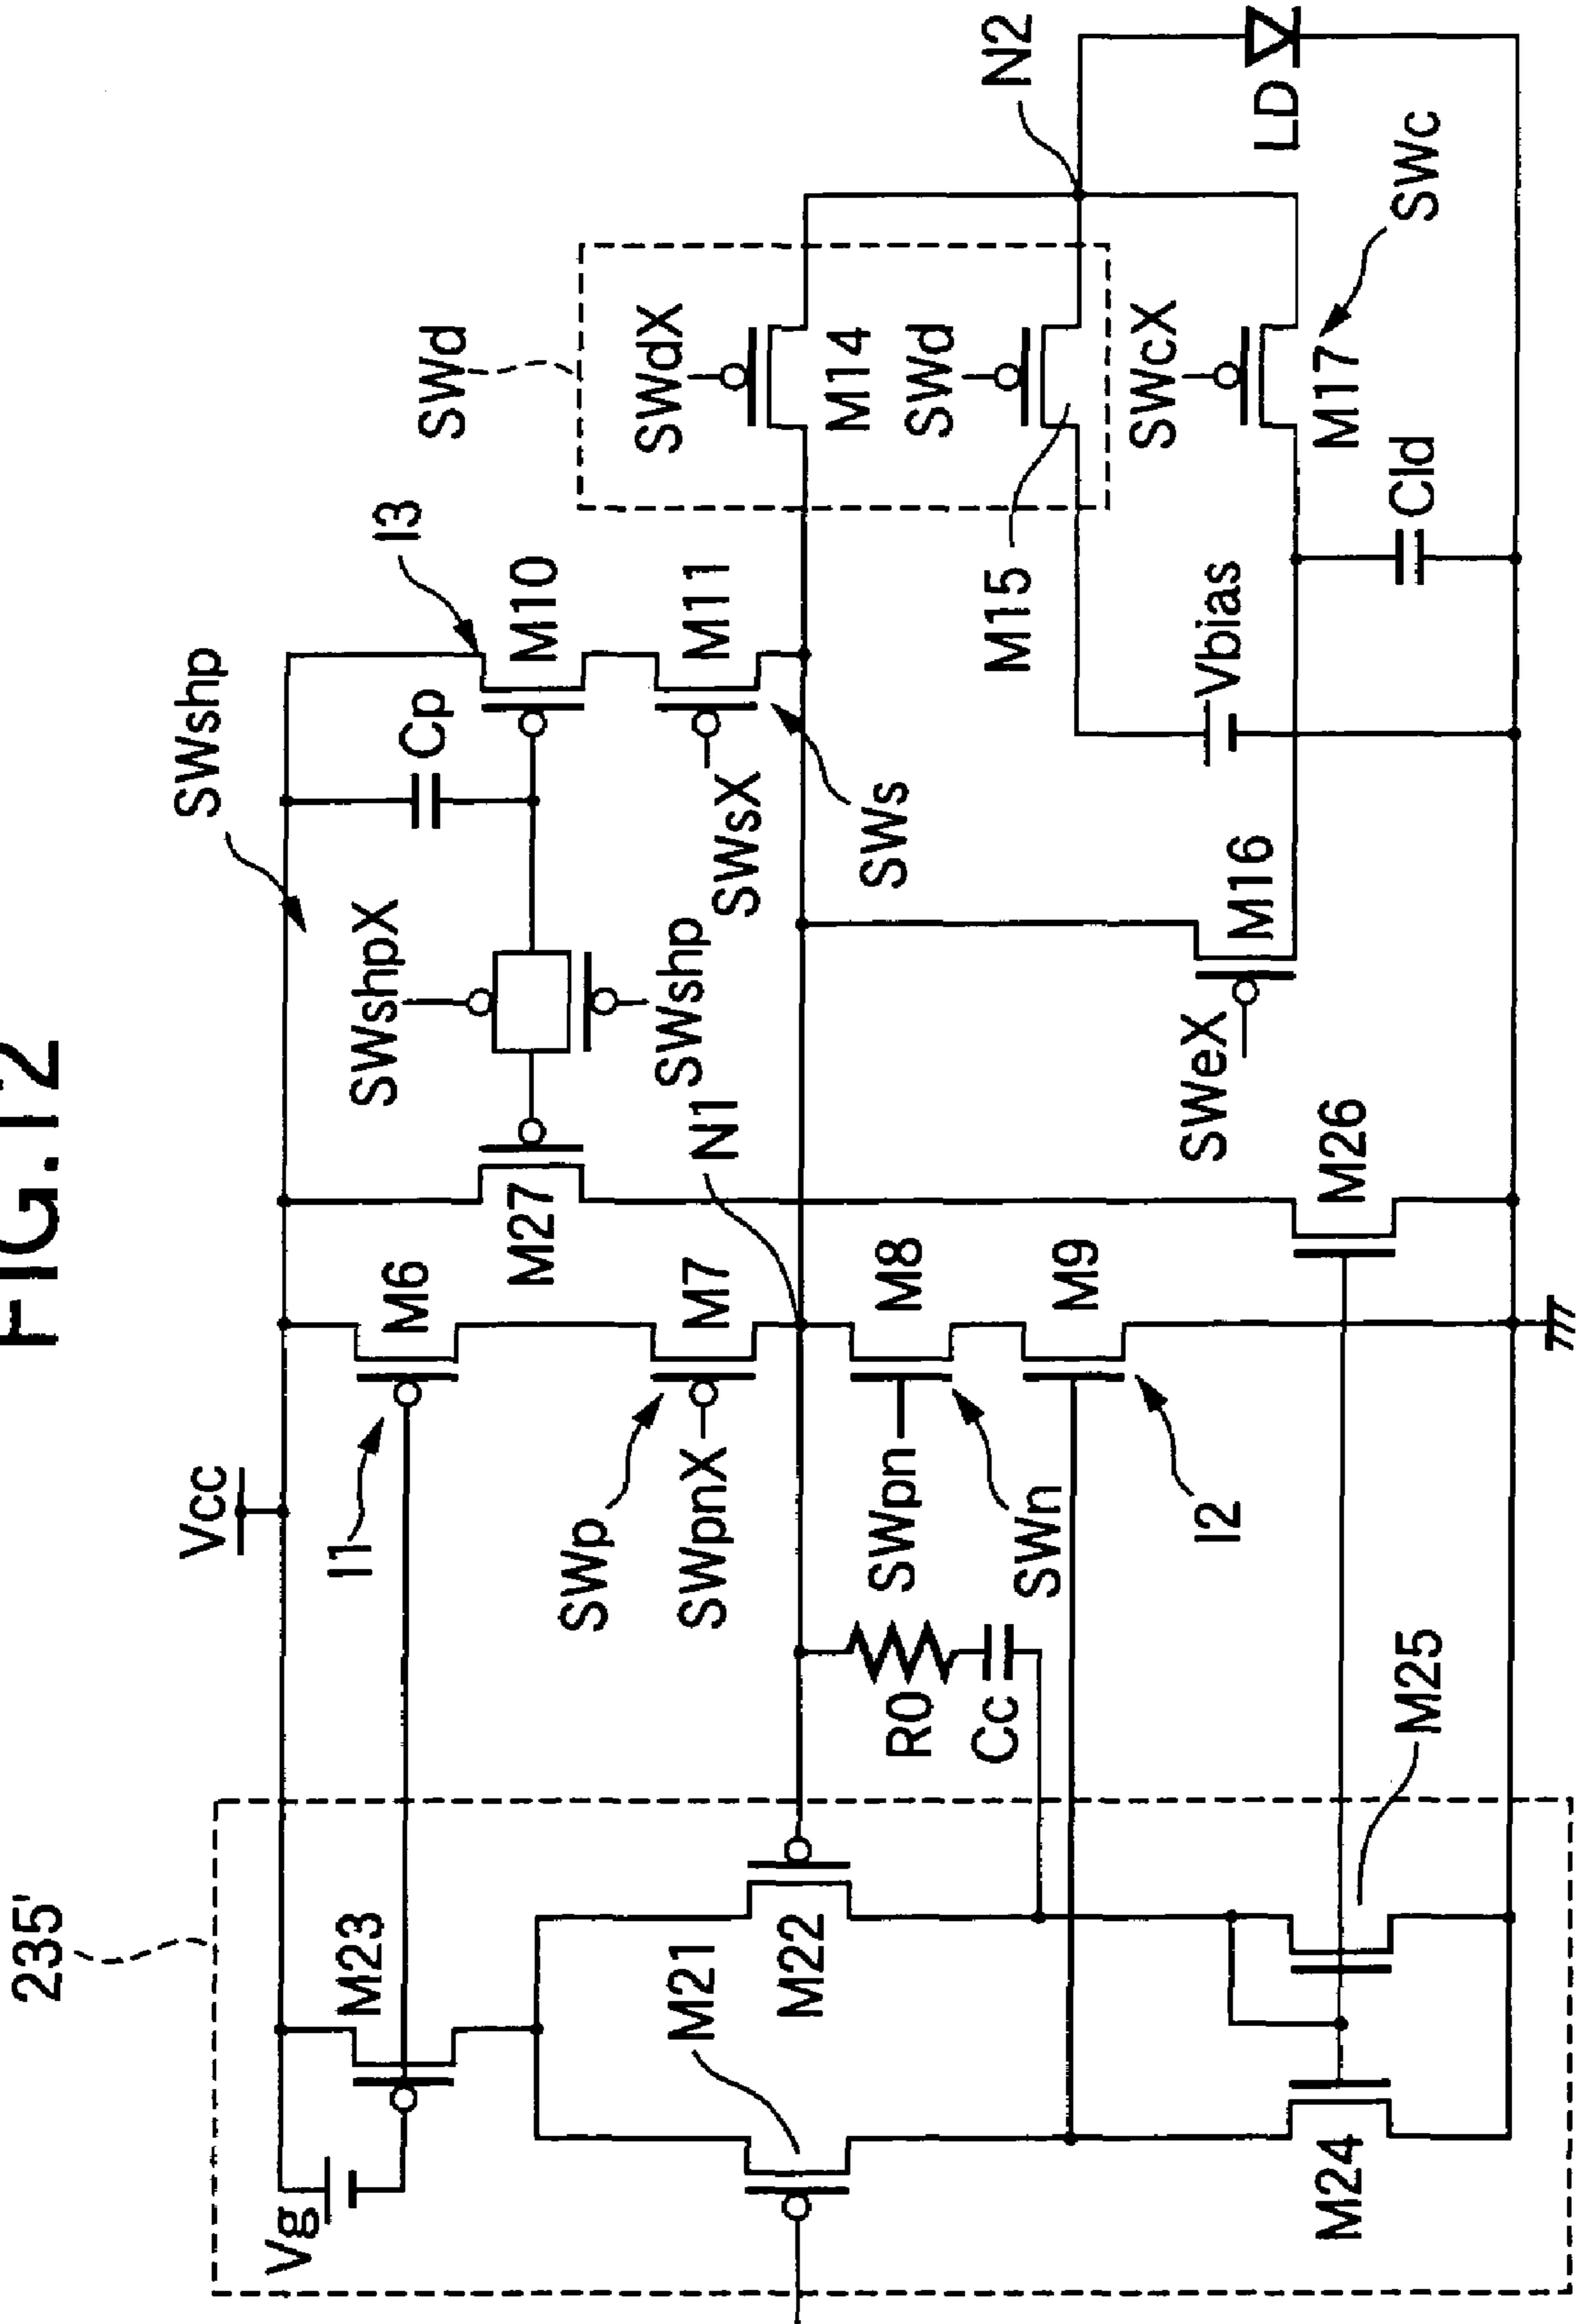 FIG.12
235'
Vcc
Vg
M23
I1
M6
M21
M22
SWp
SWpnX
M7
N1
R0
Cc
SWpn
SWn
M8
M9
I2
M24
M25
M26
M27
SWshp
SWshpX
SWshp
Cp
I3
M10
M11
SWsX
SWs
SWeX
M16
Vbias
Cld
SWd
SWdX
M14
SWd
M15
SWcX
M17
SWc
N2
LD